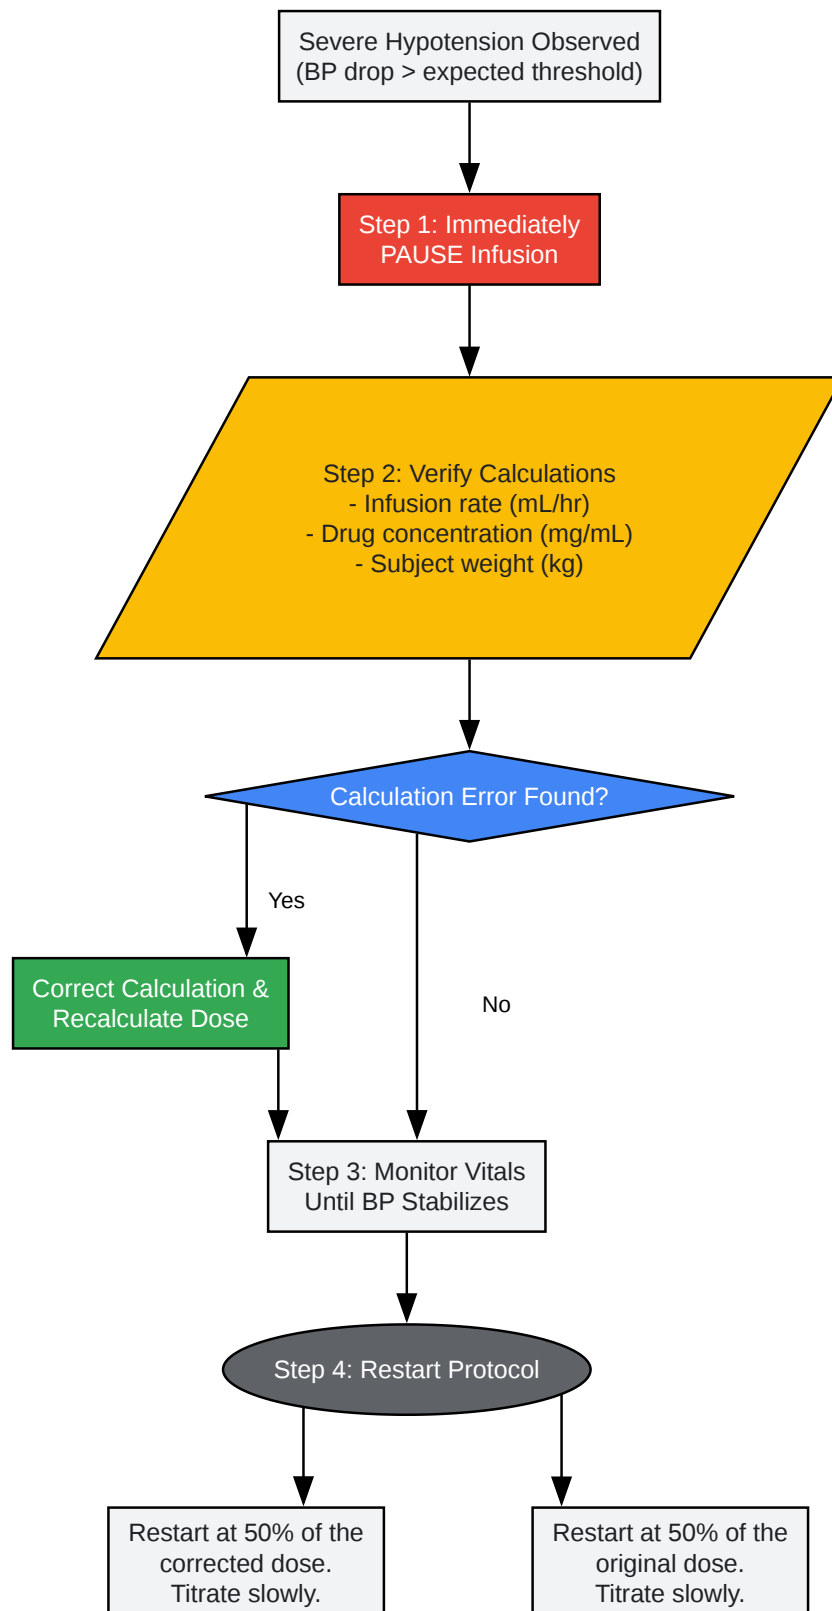 Severe Hypotension Observed
(BP drop > expected threshold)
Step 1: Immediately
PAUSE Infusion
Step 2: Verify Calculations
- Infusion rate (mL/hr)
- Drug concentration (mg/mL)
- Subject weight (kg)
Calculation Error Found?
Yes
Correct Calculation &
Recalculate Dose
No
Step 3: Monitor Vitals
Until BP Stabilizes
Step 4: Restart Protocol
Restart at 50% of the
corrected dose.
Titrate slowly.
Restart at 50% of the
original dose.
Titrate slowly.